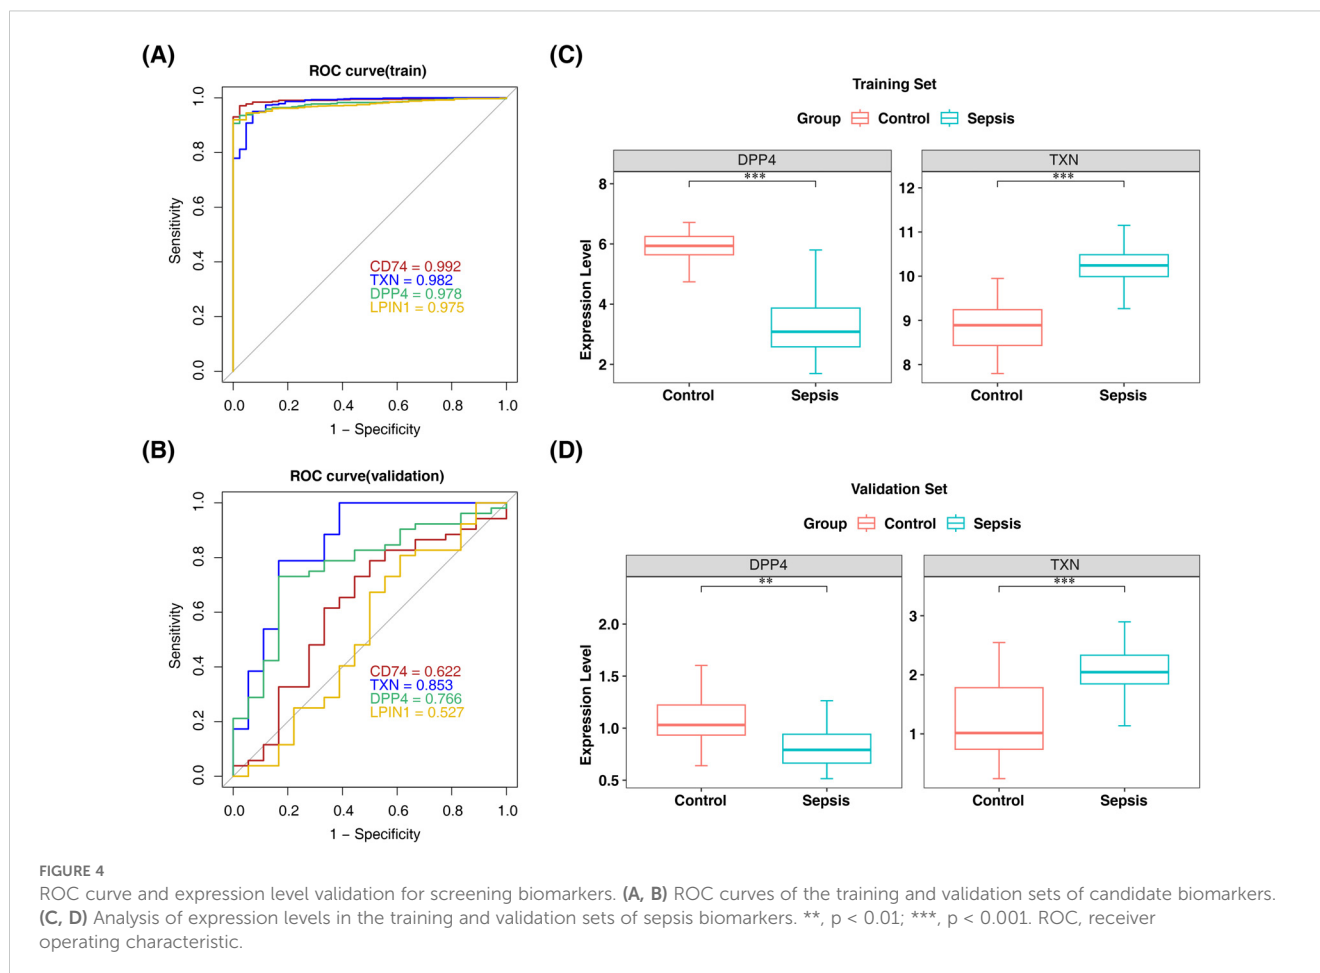 (A)
ROC curve(train)
Sensitivity
0.0 0.2 0.4 0.6 0.8 1.0
CD74 = 0.992
TXN = 0.982
DPP4 = 0.978
LPIN1 = 0.975
0.0 0.2 0.4 0.6 0.8 1.0
1 − Specificity
(C)
Training Set
Group Control Sepsis
DPP4
***
Expression Level
8
6
4
2
Control Sepsis
TXN
***
12
11
10
9
8
Control Sepsis
(B)
ROC curve(validation)
Sensitivity
0.0 0.2 0.4 0.6 0.8 1.0
CD74 = 0.622
TXN = 0.853
DPP4 = 0.766
LPIN1 = 0.527
0.0 0.2 0.4 0.6 0.8 1.0
1 − Specificity
(D)
Validation Set
Group Control Sepsis
DPP4
**
Expression Level
2.0
1.0
0.5
Control Sepsis
TXN
***
3
2
1
Control Sepsis
FIGURE 4
ROC curve and expression level validation for screening biomarkers. (A, B) ROC curves of the training and validation sets of candidate biomarkers.
(C, D) Analysis of expression levels in the training and validation sets of sepsis biomarkers. **, p < 0.01; ***, p < 0.001. ROC, receiver
operating characteristic.